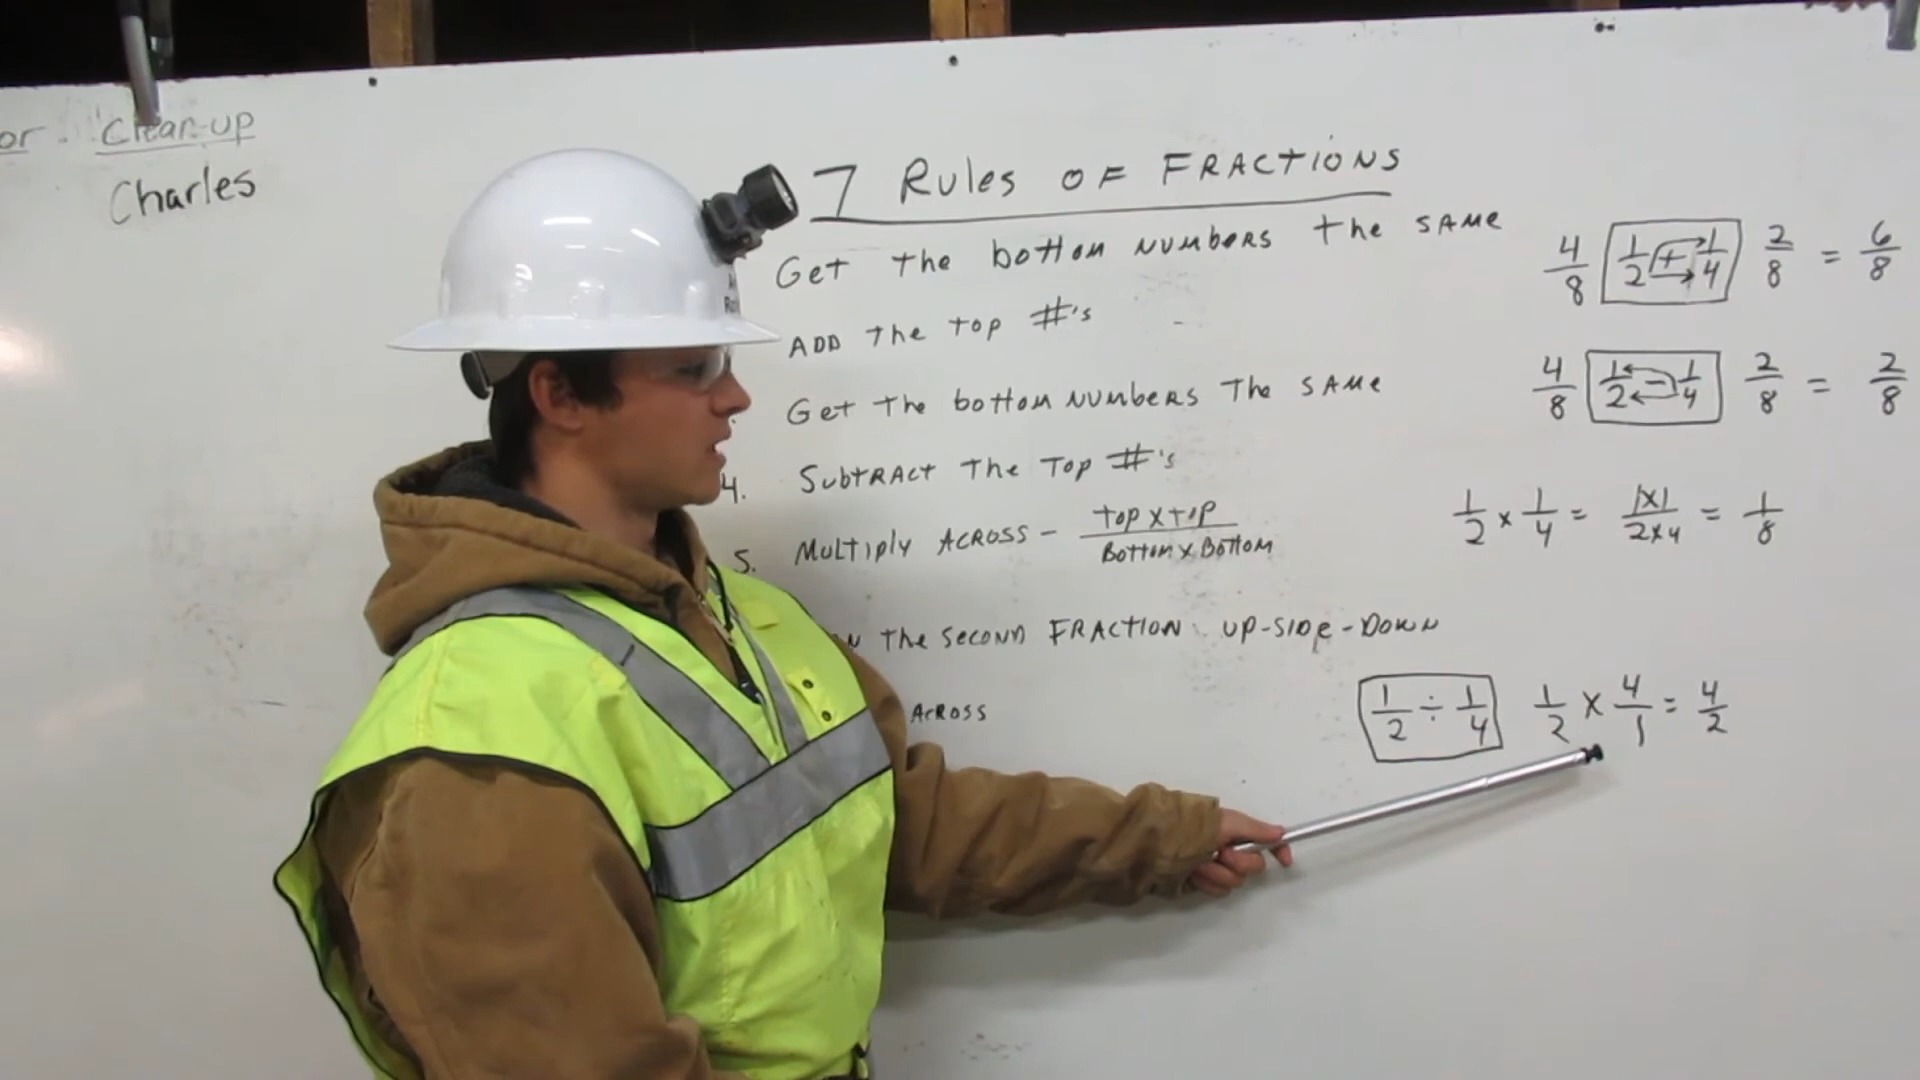 or. Clean-up
Charles
7 Rules OF FRACTIONS
Get the bottom numbers the same
4/8 1/2 + 1/4 2/8 = 6/8
ADD the top #'s
Get the bottom numbers the same
4/8 1/2 - 1/4 2/8 = 2/8
4. Subtract the top #'s
5. Multiply Across - top x top / Bottom x Bottom
1/2 x 1/4 = 1x1/2x4 = 1/8
n the second FRACTION up-side-down
Across
1/2 ÷ 1/4 1/2 x 4/1 = 4/2